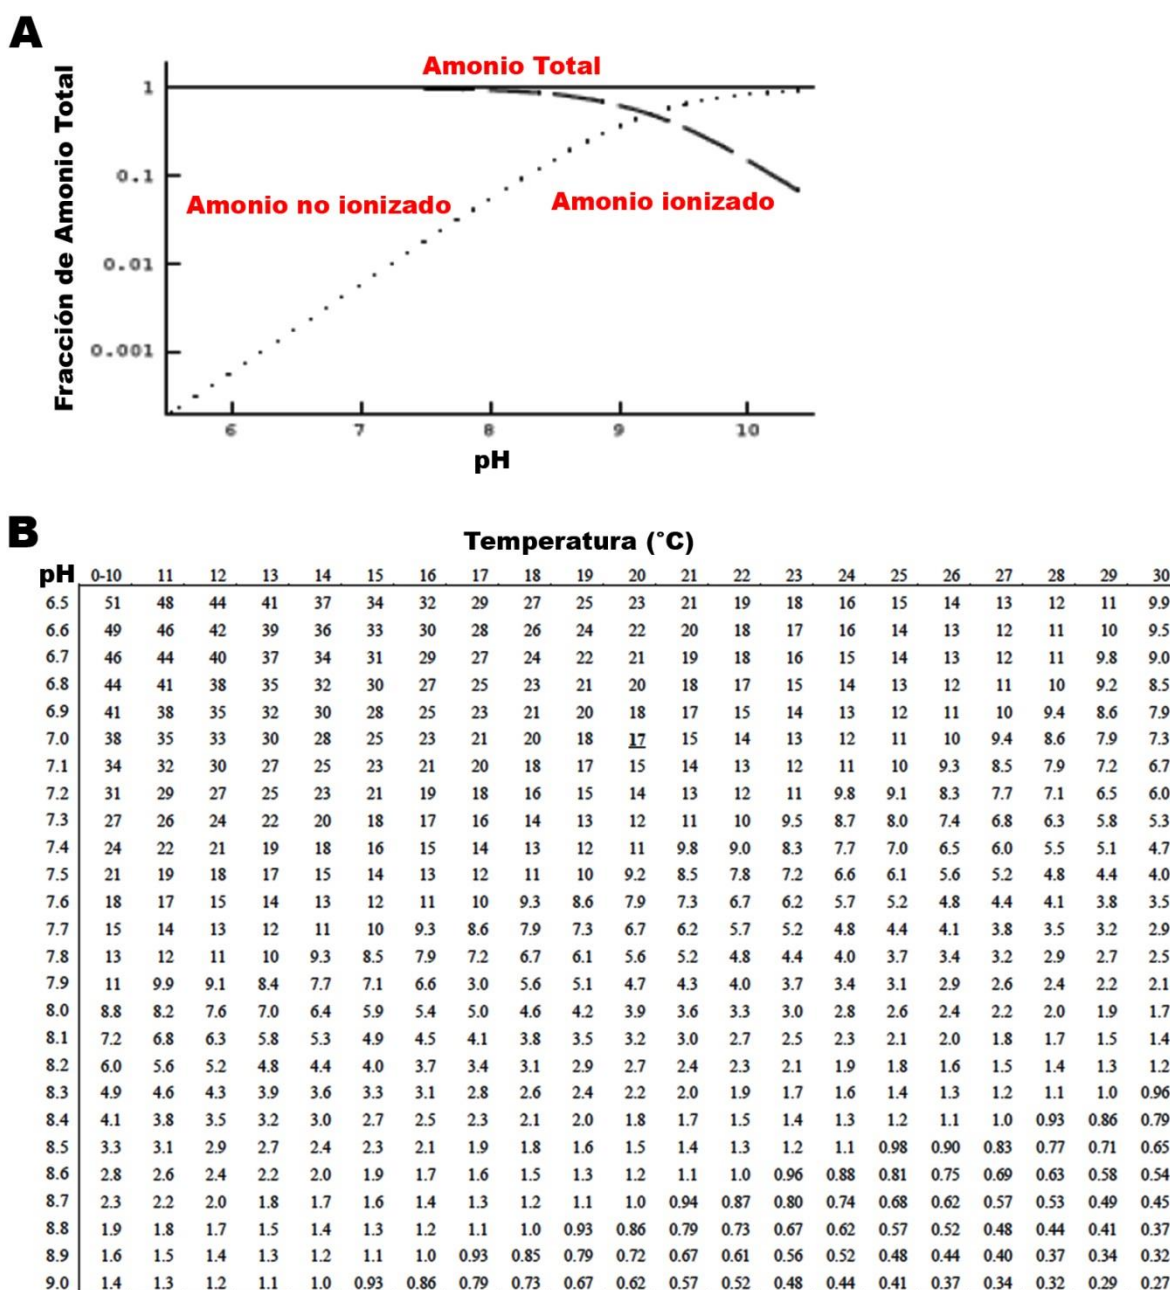 A
Amonio Total
Fracción de Amonio Total
1
0.1
0.01
0.001
Amonio no ionizado
Amonio ionizado
6 7 8 9 10
pH
B
Temperatura (°C)
pH 0-10 11 12 13 14 15 16 17 18 19 20 21 22 23 24 25 26 27 28 29 30
6.5 51 48 44 41 37 34 32 29 27 25 23 21 19 18 16 15 14 13 12 11 9.9
6.6 49 46 42 39 36 33 30 28 26 24 22 20 18 17 16 14 13 12 11 10 9.5
6.7 46 44 40 37 34 31 29 27 24 22 21 19 18 16 15 14 13 12 11 9.8 9.0
6.8 44 41 38 35 32 30 27 25 23 21 20 18 17 15 14 13 12 11 10 9.2 8.5
6.9 41 38 35 32 30 28 25 23 21 20 18 17 15 14 13 12 11 10 9.4 8.6 7.9
7.0 38 35 33 30 28 25 23 21 20 18 17 15 14 13 12 11 10 9.4 8.6 7.9 7.3
7.1 34 32 30 27 25 23 21 20 18 17 15 14 13 12 11 10 9.3 8.5 7.9 7.2 6.7
7.2 31 29 27 25 23 21 19 18 16 15 14 13 12 11 9.8 9.1 8.3 7.7 7.1 6.5 6.0
7.3 27 26 24 22 20 18 17 16 14 13 12 11 10 9.5 8.7 8.0 7.4 6.8 6.3 5.8 5.3
7.4 24 22 21 19 18 16 15 14 13 12 11 9.8 9.0 8.3 7.7 7.0 6.5 6.0 5.5 5.1 4.7
7.5 21 19 18 17 15 14 13 12 11 10 9.2 8.5 7.8 7.2 6.6 6.1 5.6 5.2 4.8 4.4 4.0
7.6 18 17 15 14 13 12 11 10 9.3 8.6 7.9 7.3 6.7 6.2 5.7 5.2 4.8 4.4 4.1 3.8 3.5
7.7 15 14 13 12 11 10 9.3 8.6 7.9 7.3 6.7 6.2 5.7 5.2 4.8 4.4 4.1 3.8 3.5 3.2 2.9
7.8 13 12 11 10 9.3 8.5 7.9 7.2 6.7 6.1 5.6 5.2 4.8 4.4 4.0 3.7 3.4 3.2 2.9 2.7 2.5
7.9 11 9.9 9.1 8.4 7.7 7.1 6.6 3.0 5.6 5.1 4.7 4.3 4.0 3.7 3.4 3.1 2.9 2.6 2.4 2.2 2.1
8.0 8.8 8.2 7.6 7.0 6.4 5.9 5.4 5.0 4.6 4.2 3.9 3.6 3.3 3.0 2.8 2.6 2.4 2.2 2.0 1.9 1.7
8.1 7.2 6.8 6.3 5.8 5.3 4.9 4.5 4.1 3.8 3.5 3.2 3.0 2.7 2.5 2.3 2.1 2.0 1.8 1.7 1.5 1.4
8.2 6.0 5.6 5.2 4.8 4.4 4.0 3.7 3.4 3.1 2.9 2.7 2.4 2.3 2.1 1.9 1.8 1.6 1.5 1.4 1.3 1.2
8.3 4.9 4.6 4.3 3.9 3.6 3.3 3.1 2.8 2.6 2.4 2.2 2.0 1.9 1.7 1.6 1.4 1.3 1.2 1.1 1.0 0.96
8.4 4.1 3.8 3.5 3.2 3.0 2.7 2.5 2.3 2.1 2.0 1.8 1.7 1.5 1.4 1.3 1.2 1.1 1.0 0.93 0.86 0.79
8.5 3.3 3.1 2.9 2.7 2.4 2.3 2.1 1.9 1.8 1.6 1.5 1.4 1.3 1.2 1.1 0.98 0.90 0.83 0.77 0.71 0.65
8.6 2.8 2.6 2.4 2.2 2.0 1.9 1.7 1.6 1.5 1.3 1.2 1.1 1.0 0.96 0.88 0.81 0.75 0.69 0.63 0.58 0.54
8.7 2.3 2.2 2.0 1.8 1.7 1.6 1.4 1.3 1.2 1.1 1.0 0.94 0.87 0.80 0.74 0.68 0.62 0.57 0.53 0.49 0.45
8.8 1.9 1.8 1.7 1.5 1.4 1.3 1.2 1.1 1.0 0.93 0.86 0.79 0.73 0.67 0.62 0.57 0.52 0.48 0.44 0.41 0.37
8.9 1.6 1.5 1.4 1.3 1.2 1.1 1.0 0.93 0.85 0.79 0.72 0.67 0.61 0.56 0.52 0.48 0.44 0.40 0.37 0.34 0.32
9.0 1.4 1.3 1.2 1.1 1.0 0.93 0.86 0.79 0.73 0.67 0.62 0.57 0.52 0.48 0.44 0.41 0.37 0.34 0.32 0.29 0.27